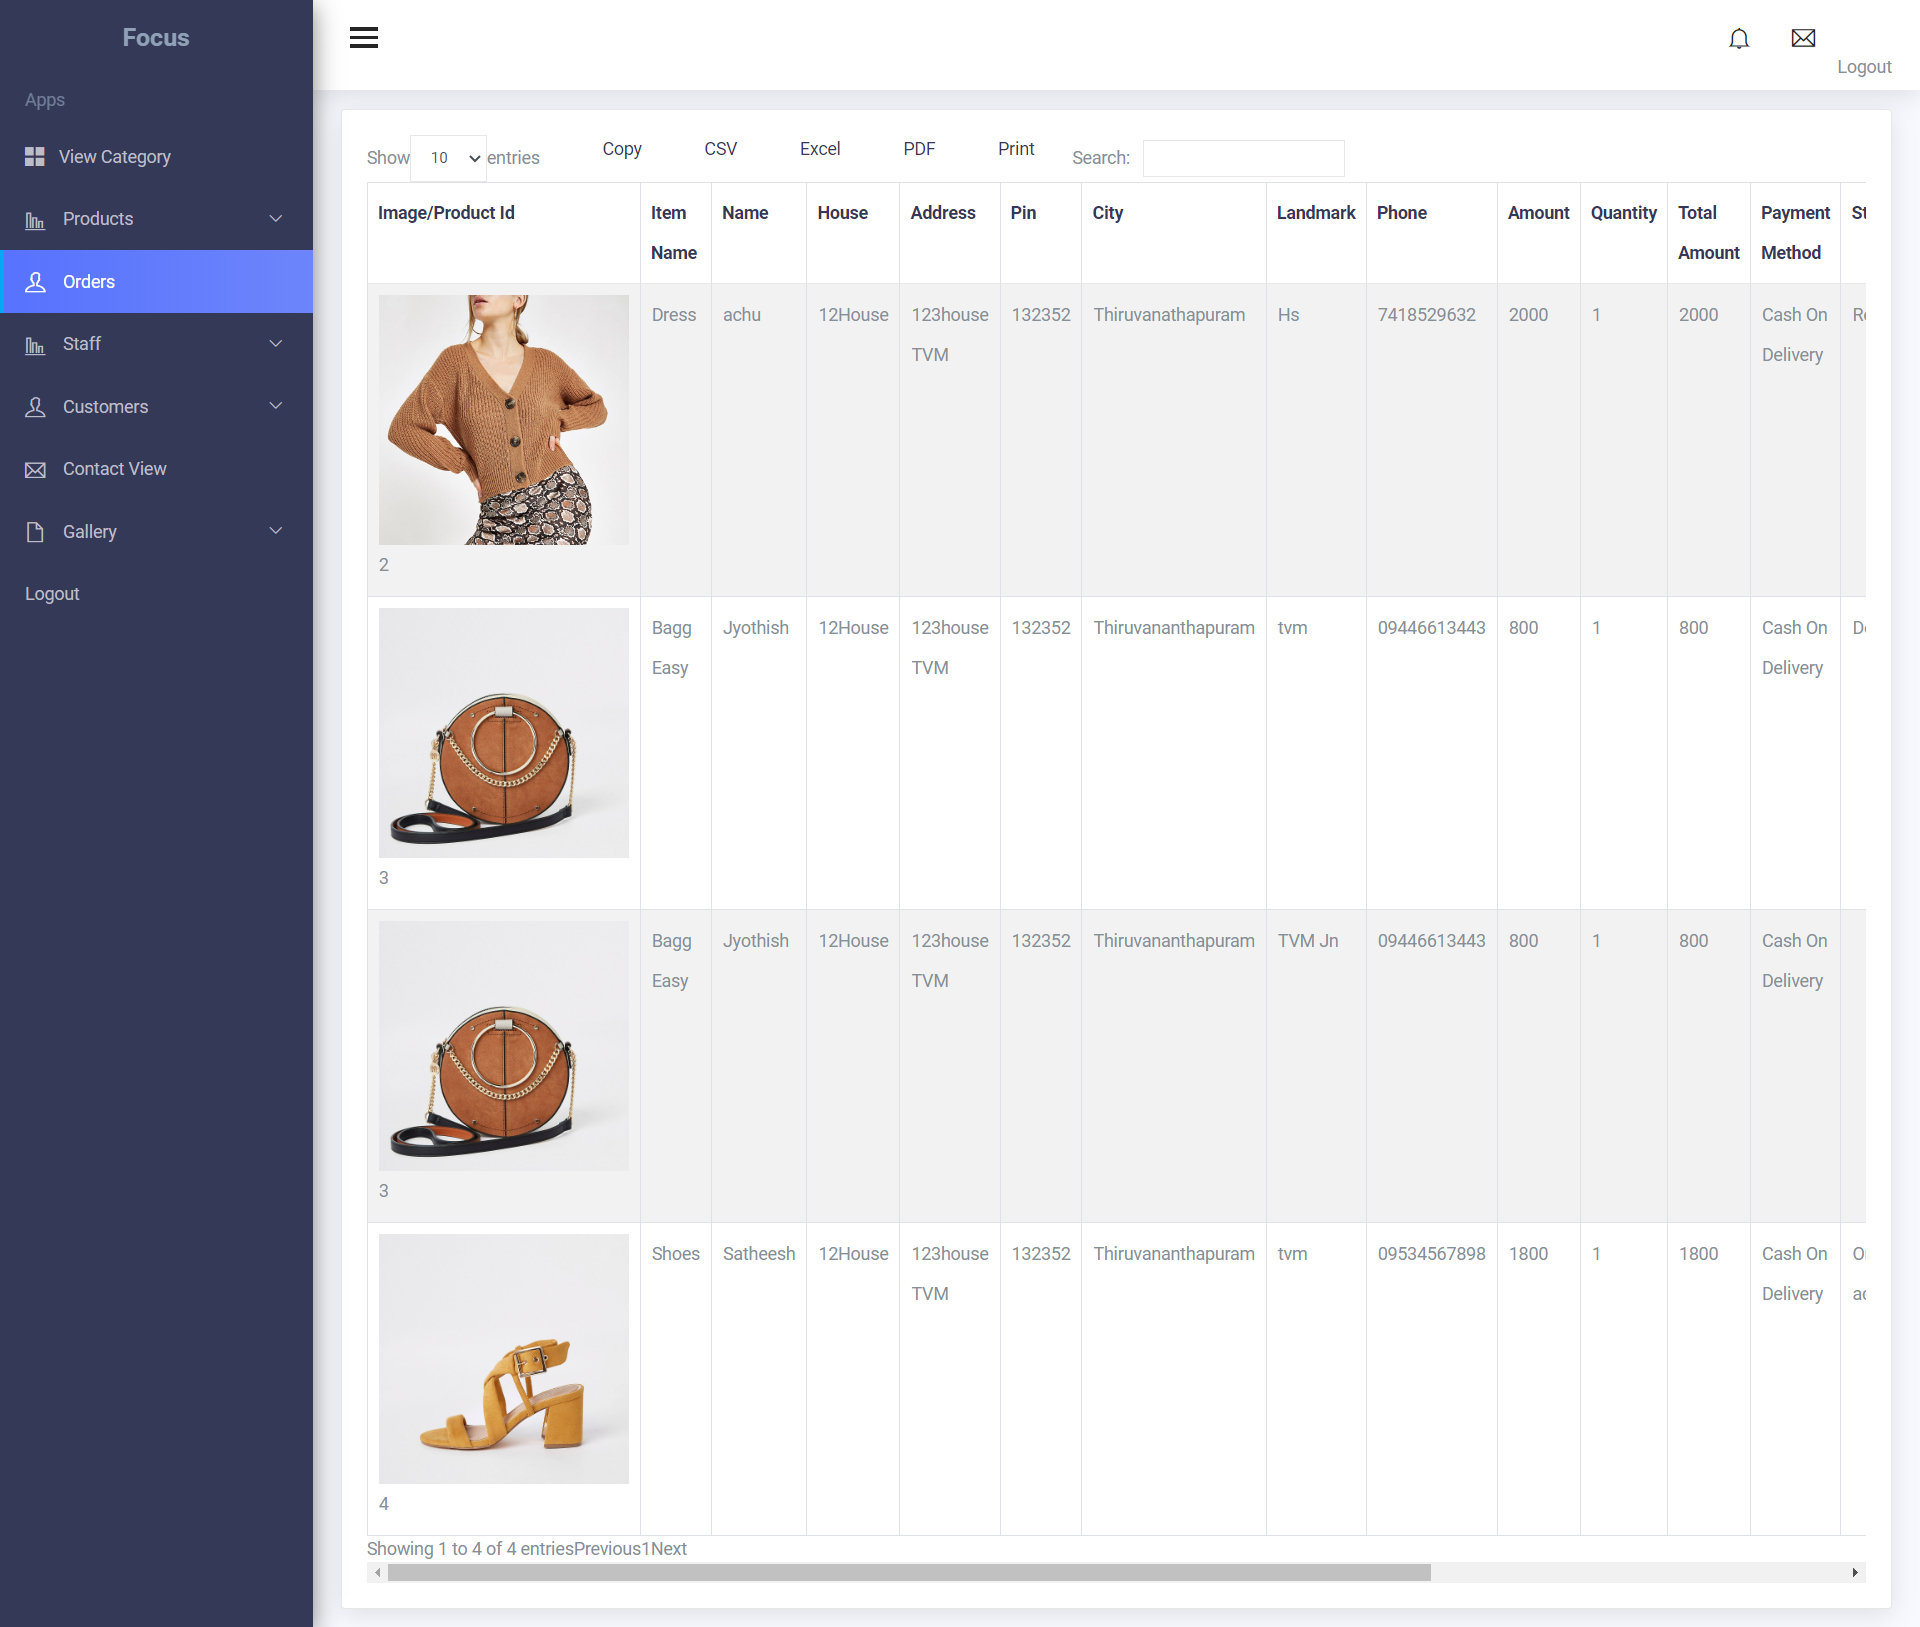 Focus
Apps
View Category
Products
Orders
Staff
Customers
Contact View
Gallery
Logout
Logout
Show 10 entries Copy CSV Excel PDF Print Search:
Image/Product Id Item Name Name House Address Pin City Landmark Phone Amount Quantity Total Amount Payment Method
2 Dress achu 12House 123house TVM 132352 Thiruvanathapuram Hs 7418529632 2000 1 2000 Cash On Delivery
3 Bagg Easy Jyothish 12House 123house TVM 132352 Thiruvananthapuram tvm 09446613443 800 1 800 Cash On Delivery
3 Bagg Easy Jyothish 12House 123house TVM 132352 Thiruvananthapuram TVM Jn 09446613443 800 1 800 Cash On Delivery
4 Shoes Satheesh 12House 123house TVM 132352 Thiruvananthapuram tvm 09534567898 1800 1 1800 Cash On Delivery
Showing 1 to 4 of 4 entriesPrevious1Next